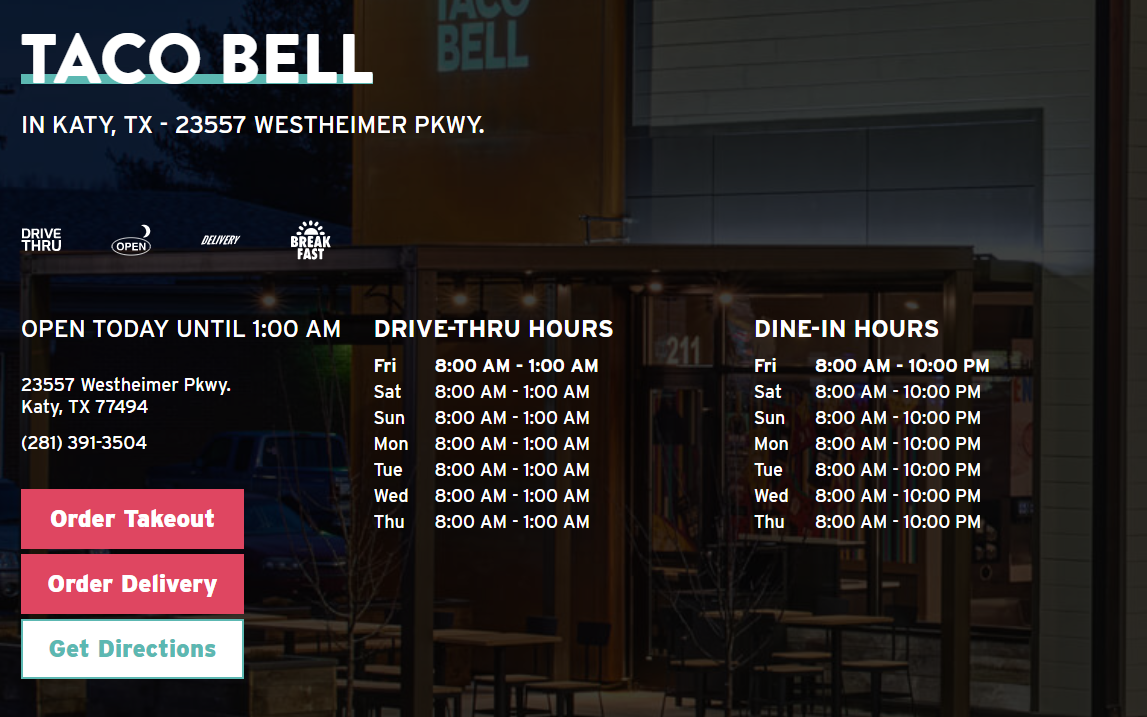 TACO BELL
TACO
BELL
IN KATY, TX - 23557 WESTHEIMER PKWY.
DRIVE
THRU
OPEN
DELIVERY
BREAK
FAST
OPEN TODAY UNTIL 1:00 AM
23557 Westheimer Pkwy.
Katy, TX 77494
(281) 391-3504
Order Takeout
Order Delivery
Get Directions
DRIVE-THRU HOURS
Fri 8:00 AM - 1:00 AM
Sat 8:00 AM - 1:00 AM
Sun 8:00 AM - 1:00 AM
Mon 8:00 AM - 1:00 AM
Tue 8:00 AM - 1:00 AM
Wed 8:00 AM - 1:00 AM
Thu 8:00 AM - 1:00 AM
211
DINE-IN HOURS
Fri 8:00 AM - 10:00 PM
Sat 8:00 AM - 10:00 PM
Sun 8:00 AM - 10:00 PM
Mon 8:00 AM - 10:00 PM
Tue 8:00 AM - 10:00 PM
Wed 8:00 AM - 10:00 PM
Thu 8:00 AM - 10:00 PM